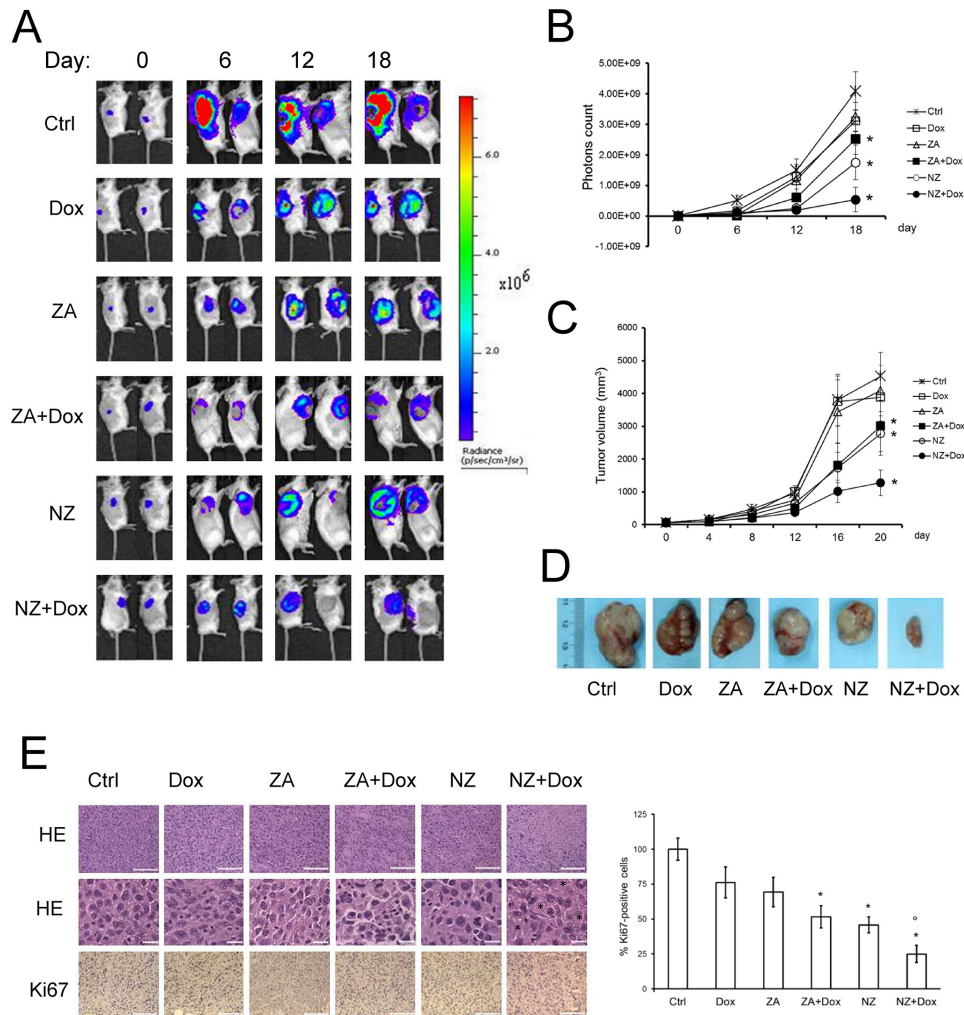 A
Day: 0 6 12 18
Ctrl
Dox
ZA
ZA+Dox
NZ
NZ+Dox
6.0
4.0
x10⁶
2.0
Radiance
(p/sec/cm²/sr)
B
Photons count
5.00E+09
4.00E+09
3.00E+09
2.00E+09
1.00E+09
0.00E+00
-1.00E+09
0 6 12 18 day
Ctrl
Dox
ZA
ZA+Dox *
NZ *
NZ+Dox *
C
Tumor volume (mm³)
6000
5000
4000
3000
2000
1000
0
0 4 8 12 16 20 day
Ctrl
Dox
ZA
ZA+Dox *
NZ *
NZ+Dox *
D
11
12
13
Ctrl Dox ZA ZA+Dox NZ NZ+Dox
E
Ctrl Dox ZA ZA+Dox NZ NZ+Dox
HE
HE
* * * *
Ki67
% Ki67-positive cells
125
100
75
50
25
0
* * ° *
Ctrl Dox ZA ZA+Dox NZ NZ+Dox